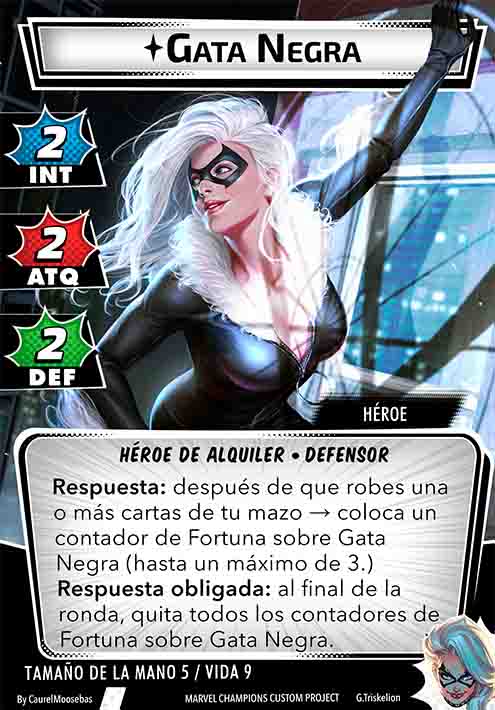 GATA NEGRA
2
INT
2
ATQ
2
DEF
HÉROE
HÉROE DE ALQUILER • DEFENSOR
Respuesta: después de que robes una
o más cartas de tu mazo → coloca un
contador de Fortuna sobre Gata
Negra (hasta un máximo de 3.)
Respuesta obligada: al final de la
ronda, quita todos los contadores de
Fortuna sobre Gata Negra.
TAMAÑO DE LA MANO 5 / VIDA 9
By CaurelMoosebas MARVEL CHAMPIONS CUSTOM PROJECT G.Triskelion